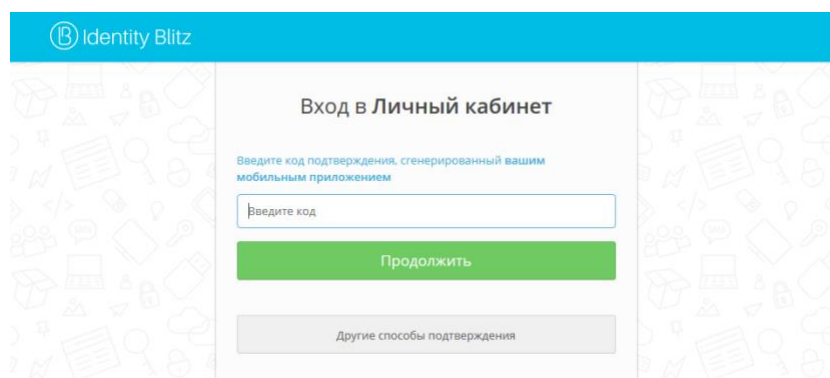 Identity Blitz
Вход в Личный кабинет
Введите код подтверждения, сгенерированный вашим
мобильным приложением
Введите код
Продолжить
Другие способы подтверждения